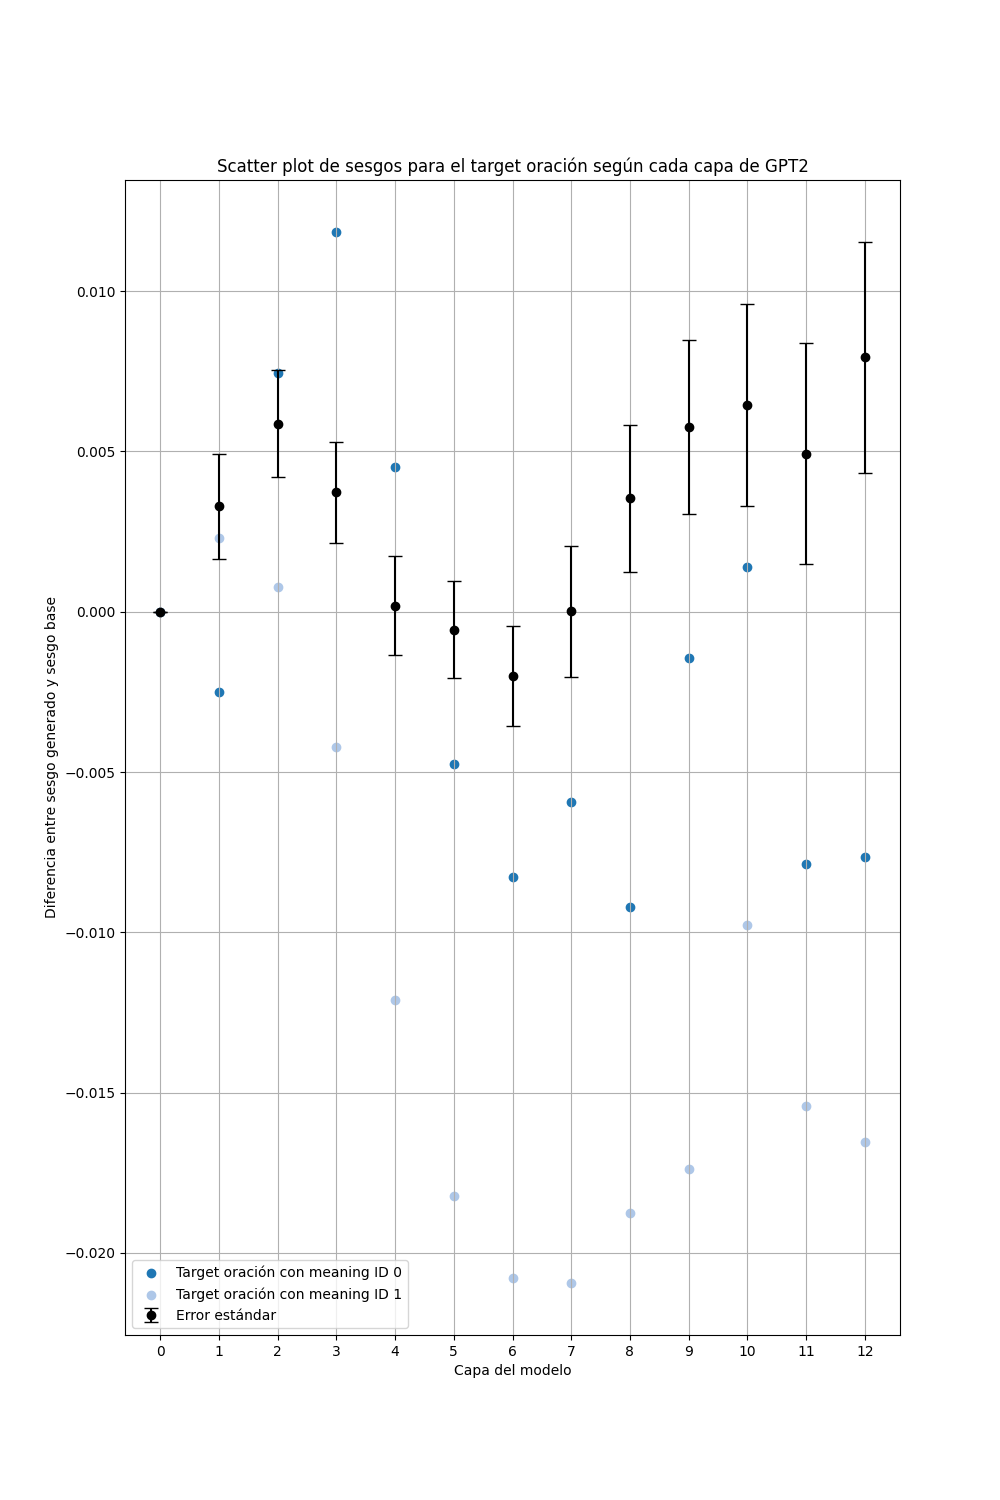 Scatter plot de sesgos para el target oración según cada capa de GPT2
Diferencia entre sesgo generado y sesgo base
0.010
0.005
0.000
−0.005
−0.010
−0.015
−0.020
Target oración con meaning ID 0
Target oración con meaning ID 1
Error estándar
0 1 2 3 4 5 6 7 8 9 10 11 12
Capa del modelo